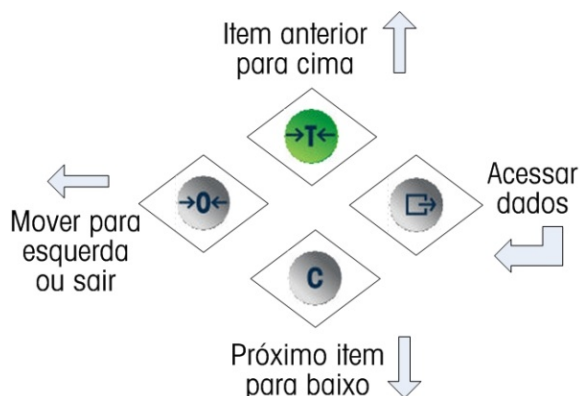 Item anterior
para cima
→T←
→0←
Acessar
dados
Mover para
esquerda
ou sair
C
Próximo item
para baixo